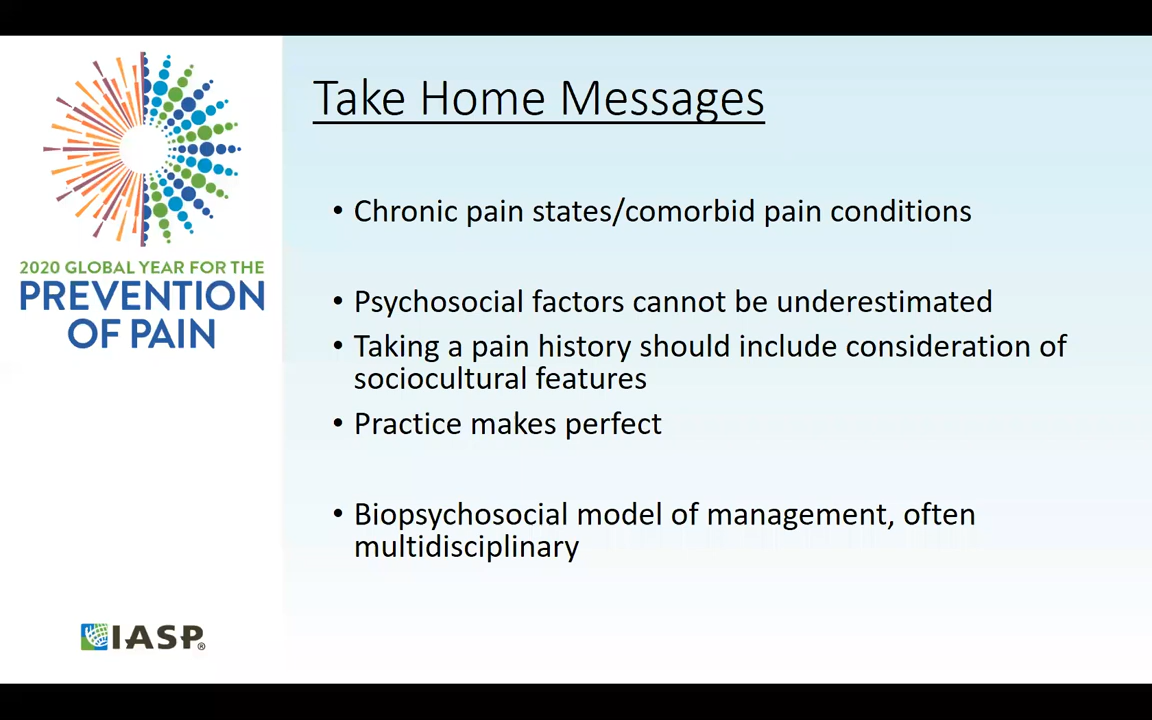 Take Home Messages
• Chronic pain states/comorbid pain conditions
• Psychosocial factors cannot be underestimated
• Taking a pain history should include consideration of
sociocultural features
• Practice makes perfect
• Biopsychosocial model of management, often
multidisciplinary
2020 GLOBAL YEAR FOR THE
PREVENTION
OF PAIN
IASP®